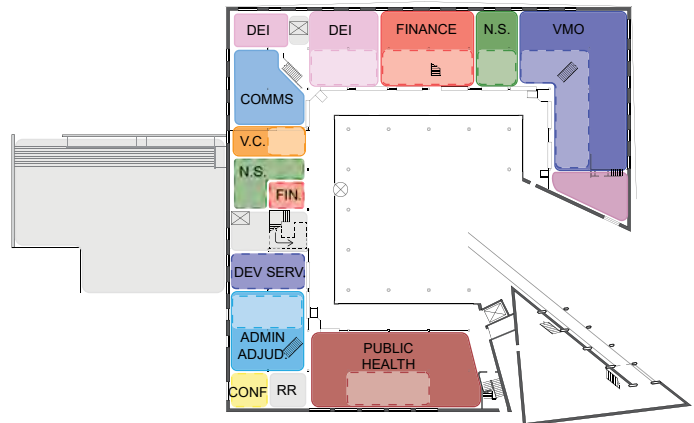 DEI
DEI
FINANCE
N.S.
VMO
COMMS
V.C.
N.S.
FIN.
DEV SERV.
ADMIN
ADJUD.
PUBLIC
HEALTH
CONF
RR